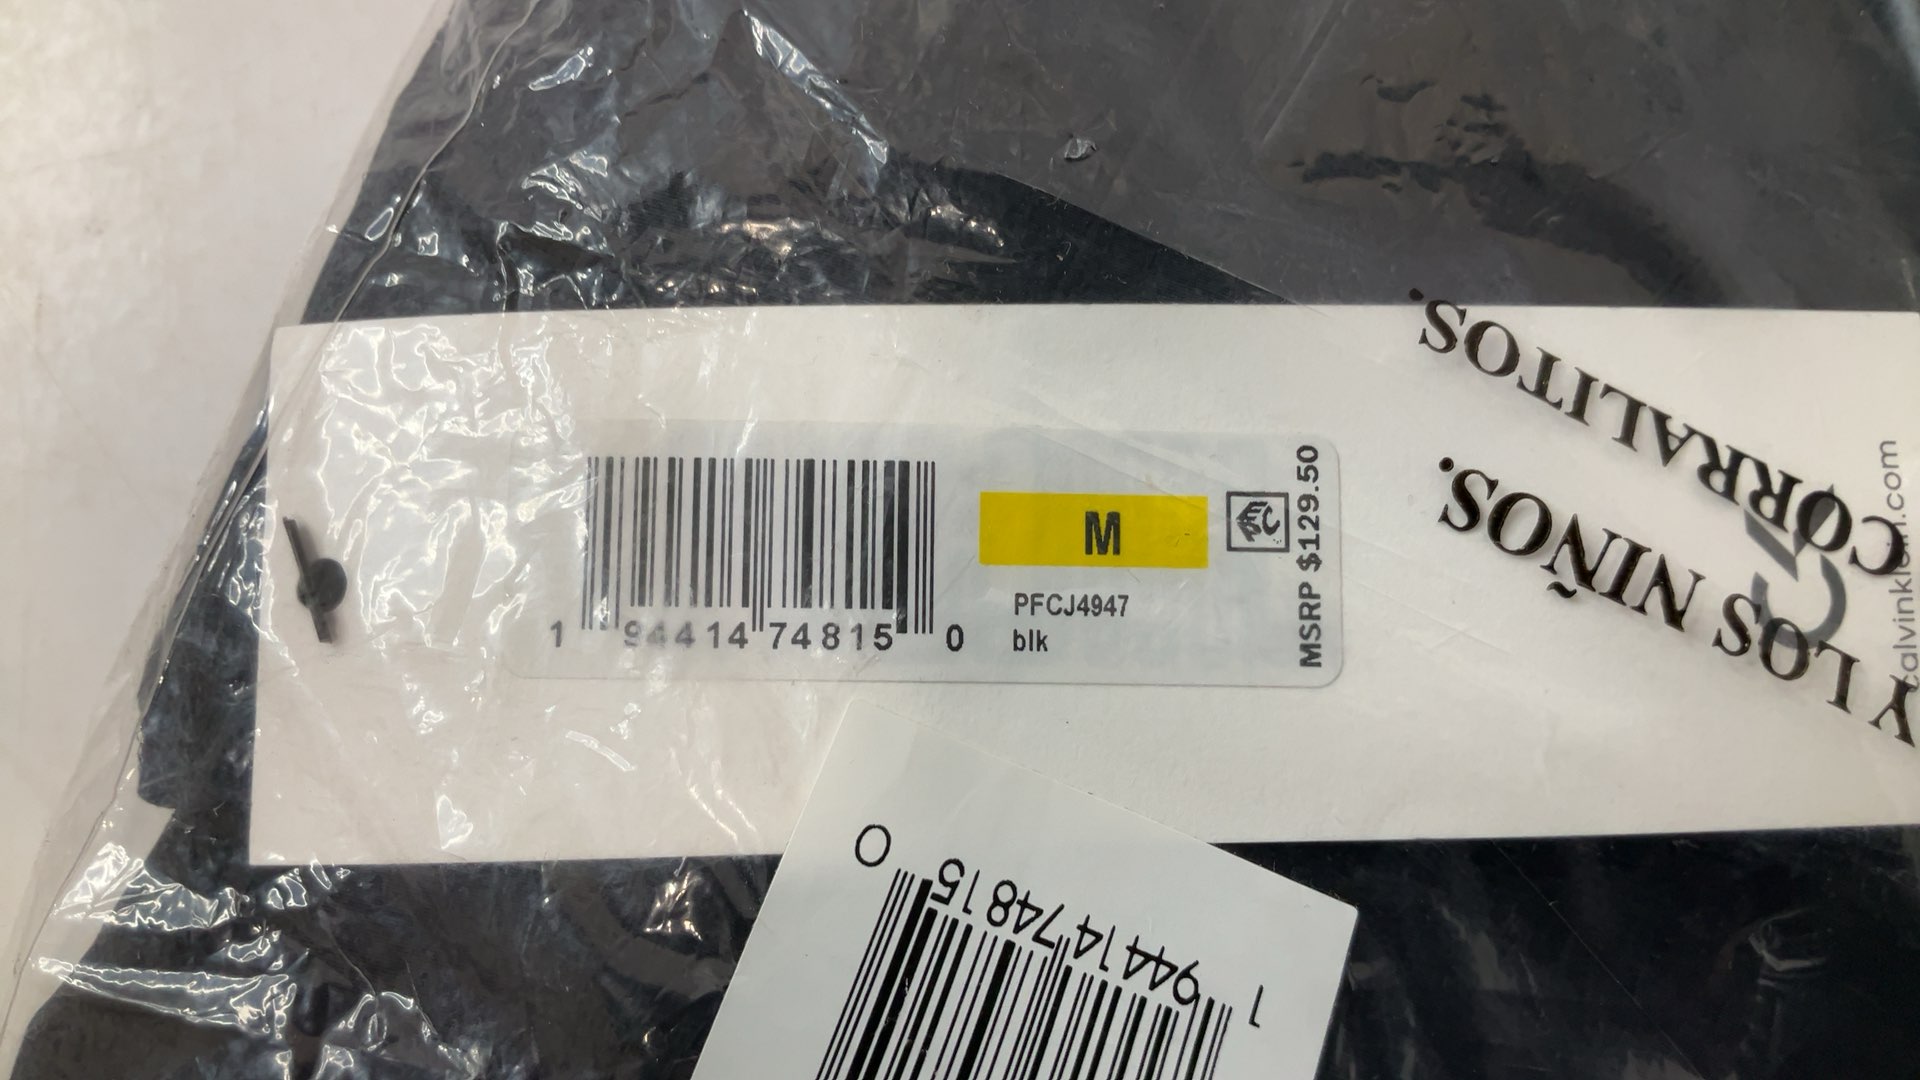 1 94414 74815 0
M
PFCJ4947
blk
MSRP $129.50
calvinklein.com
Y LOS NIÑOS.
CORRALITOS.
1 94414 74815 0